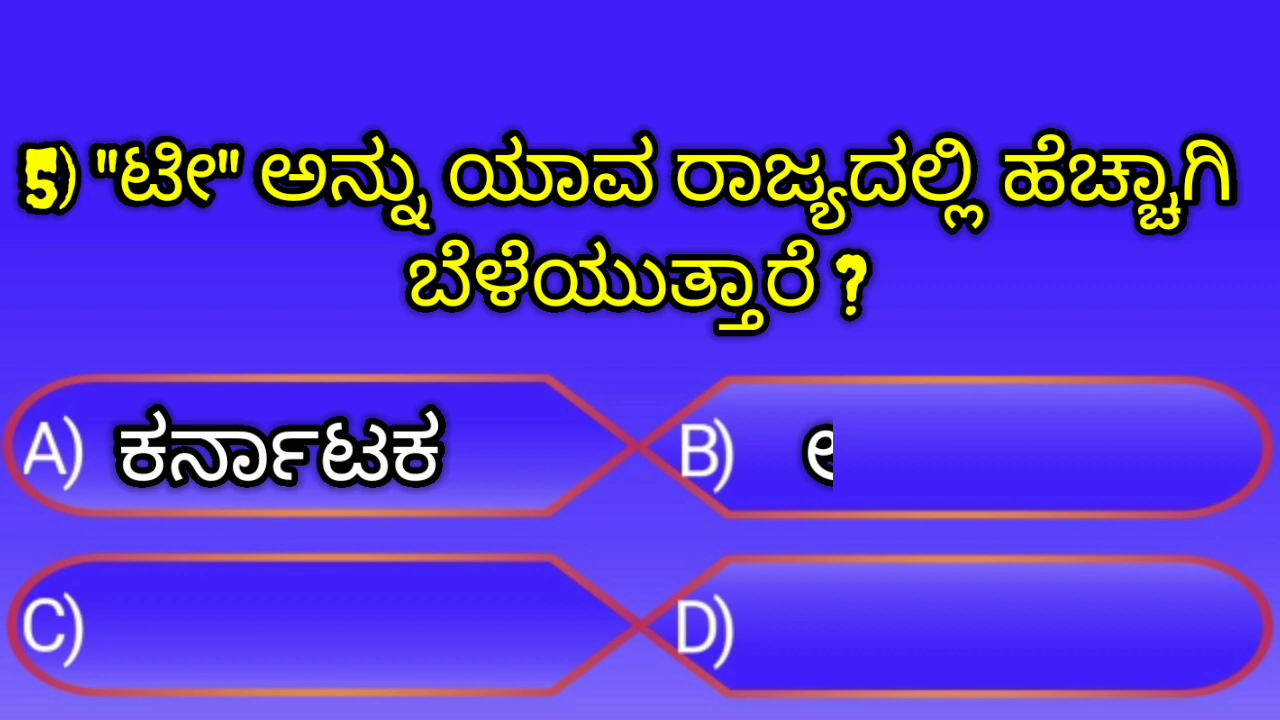 5) "ಟೀ" ಅನ್ನು ಯಾವ ರಾಜ್ಯದಲ್ಲಿ ಹೆಚ್ಚಾಗಿ
ಬೆಳೆಯುತ್ತಾರೆ ?
A) ಕರ್ನಾಟಕ
B)
C)
D)